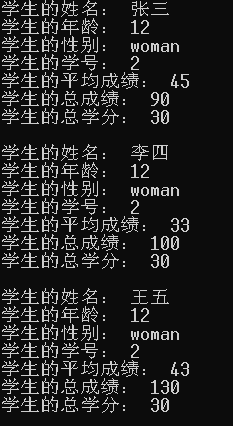 学生的姓名： 张三
学生的年龄： 12
学生的性别： woman
学生的学号： 2
学生的平均成绩： 45
学生的总成绩： 90
学生的总学分： 30
学生的姓名： 李四
学生的年龄： 12
学生的性别： woman
学生的学号： 2
学生的平均成绩： 33
学生的总成绩： 100
学生的总学分： 30
学生的姓名： 王五
学生的年龄： 12
学生的性别： woman
学生的学号： 2
学生的平均成绩： 43
学生的总成绩： 130
学生的总学分： 30